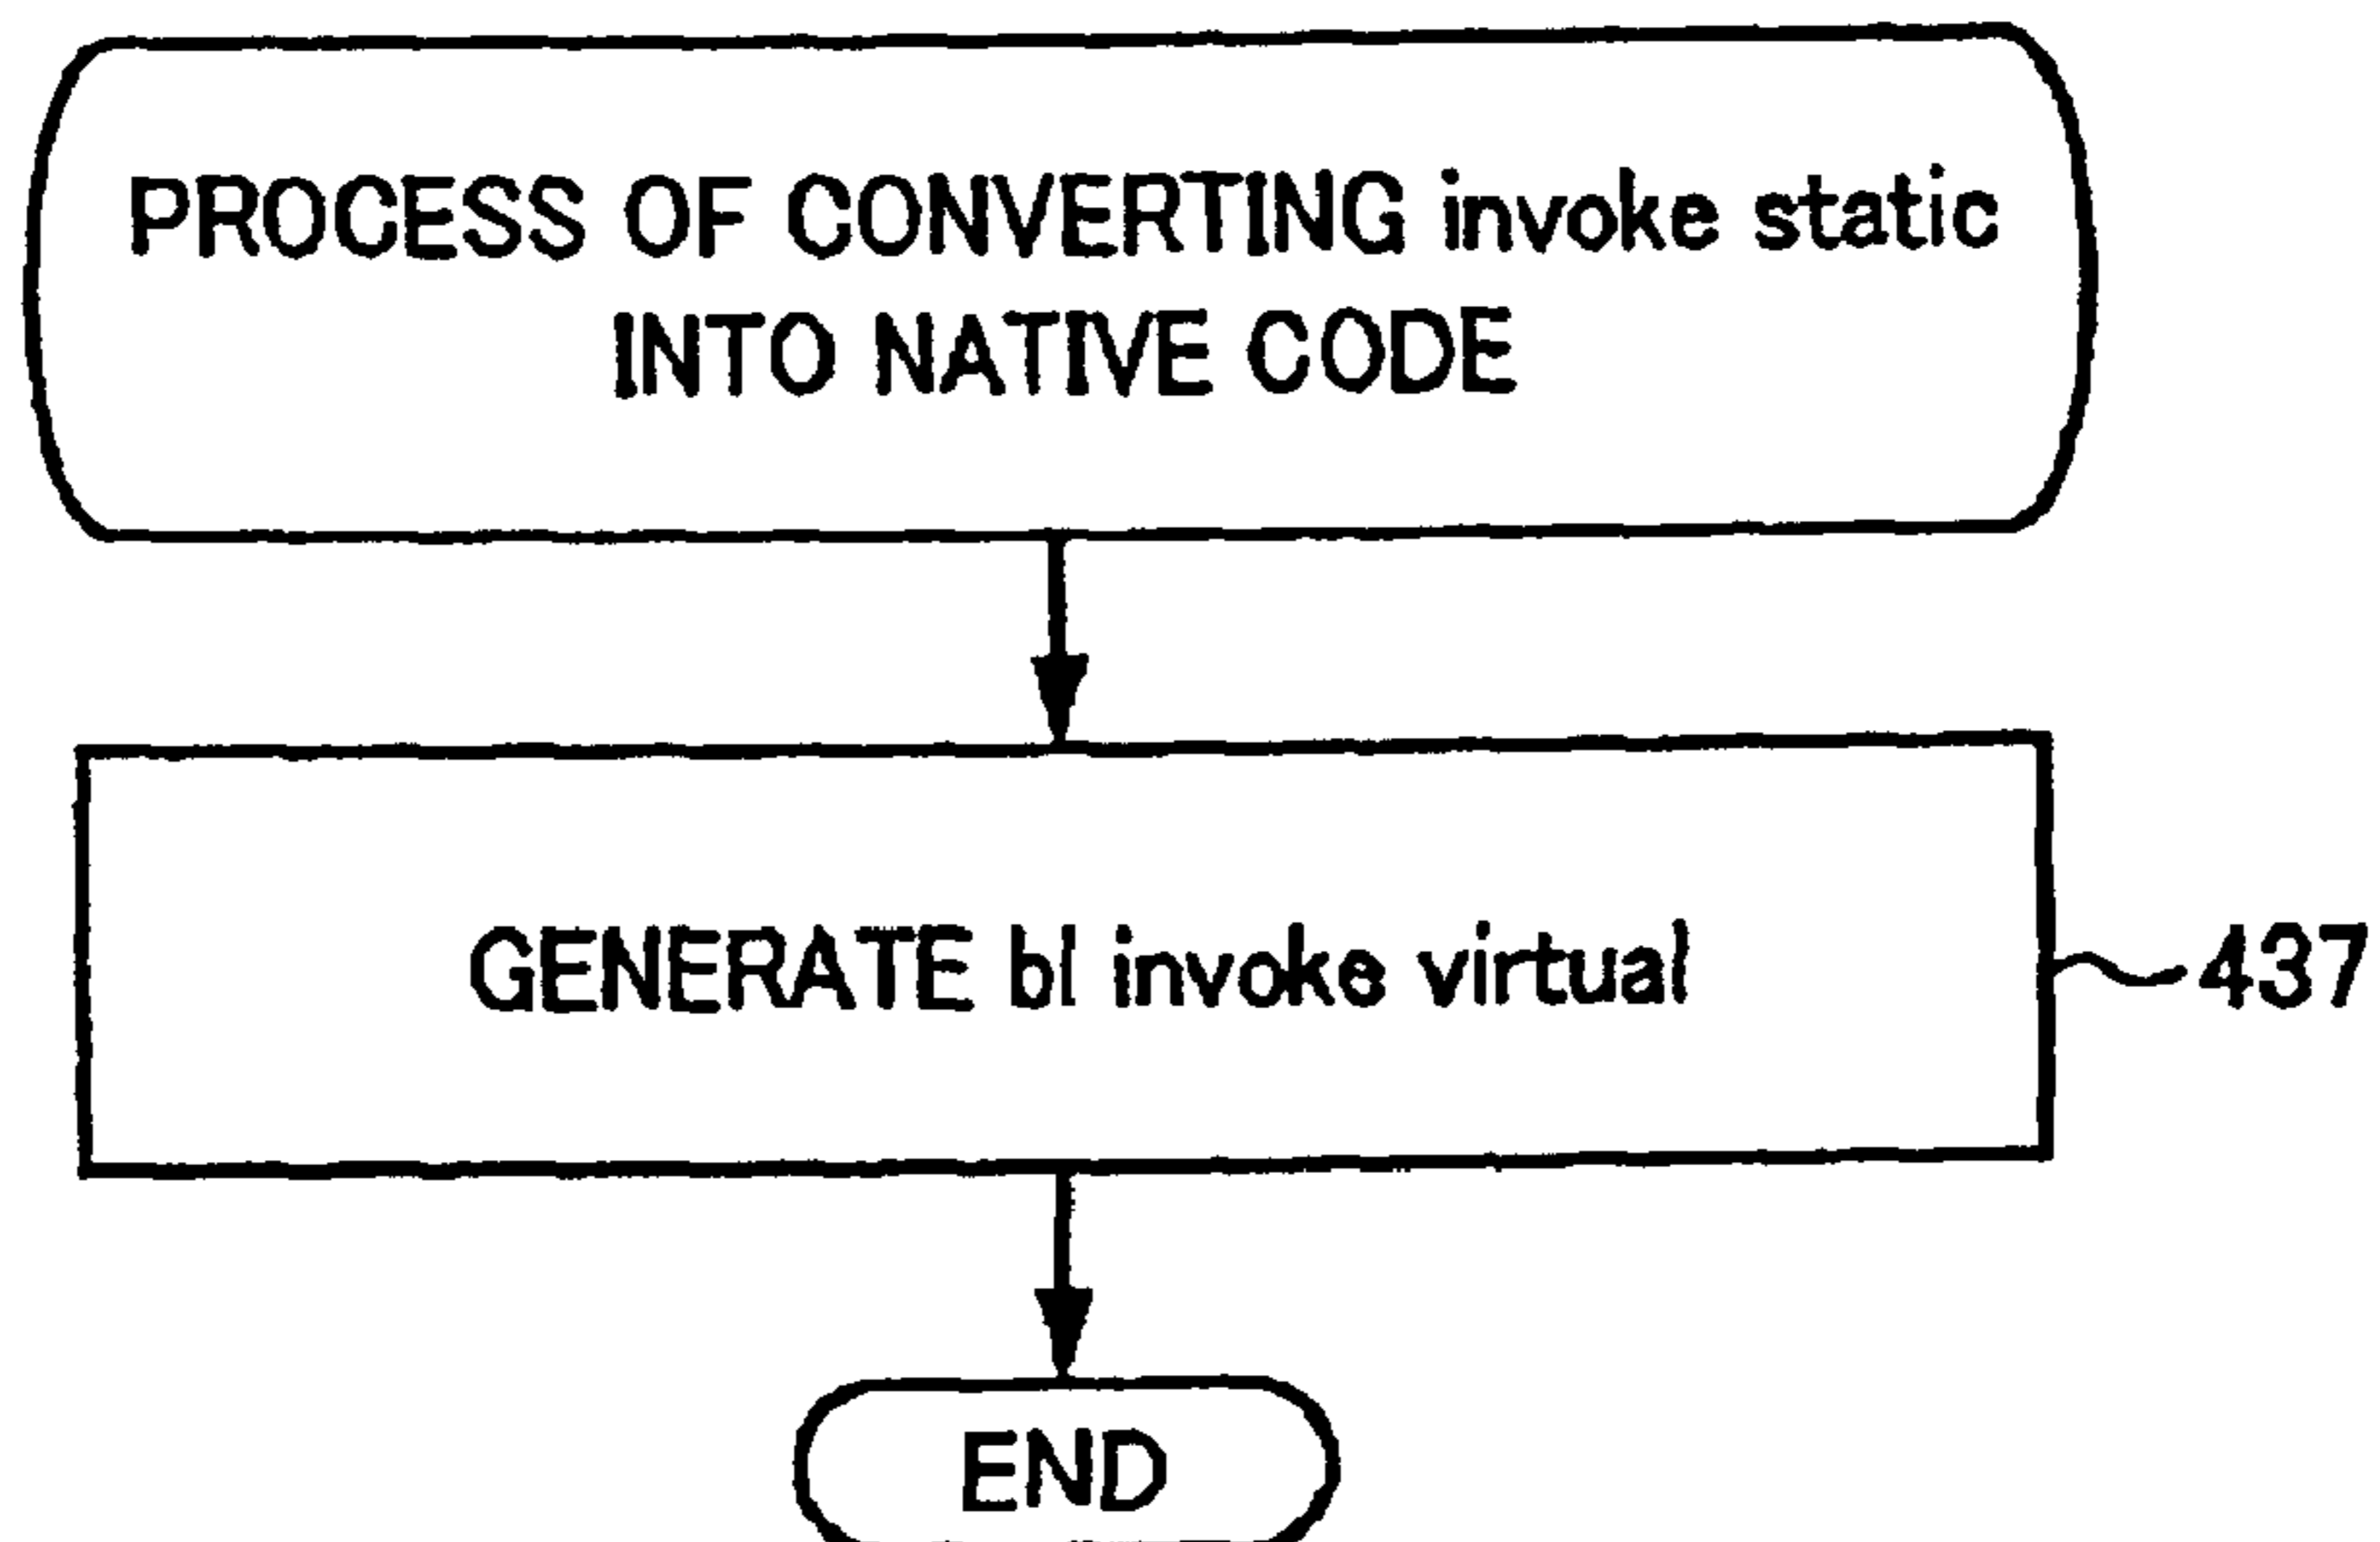 PROCESS OF CONVERTING invoke static
INTO NATIVE CODE
GENERATE bl invoke virtual
437
END